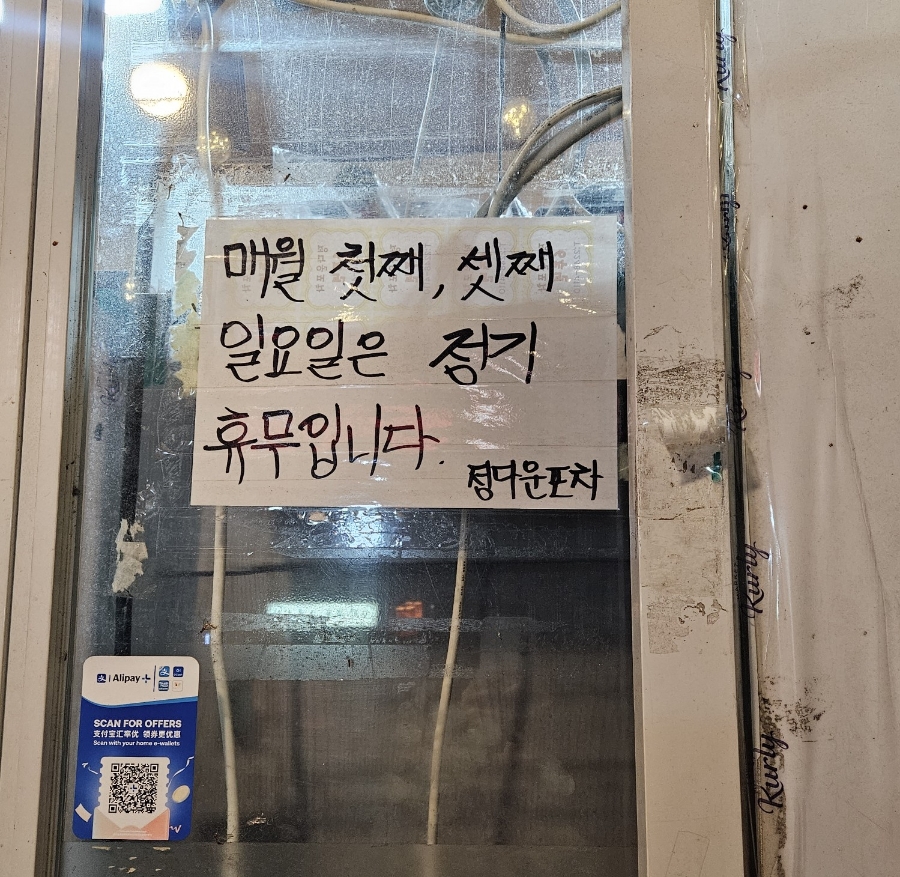 매월 첫째, 셋째
일요일은 정기
휴무입니다.
정다운포차
Alipay+
SCAN FOR OFFERS
支付宝汇率优 领券更优惠
Scan with your home e-wallets
Kurly
Kurly
Kurly